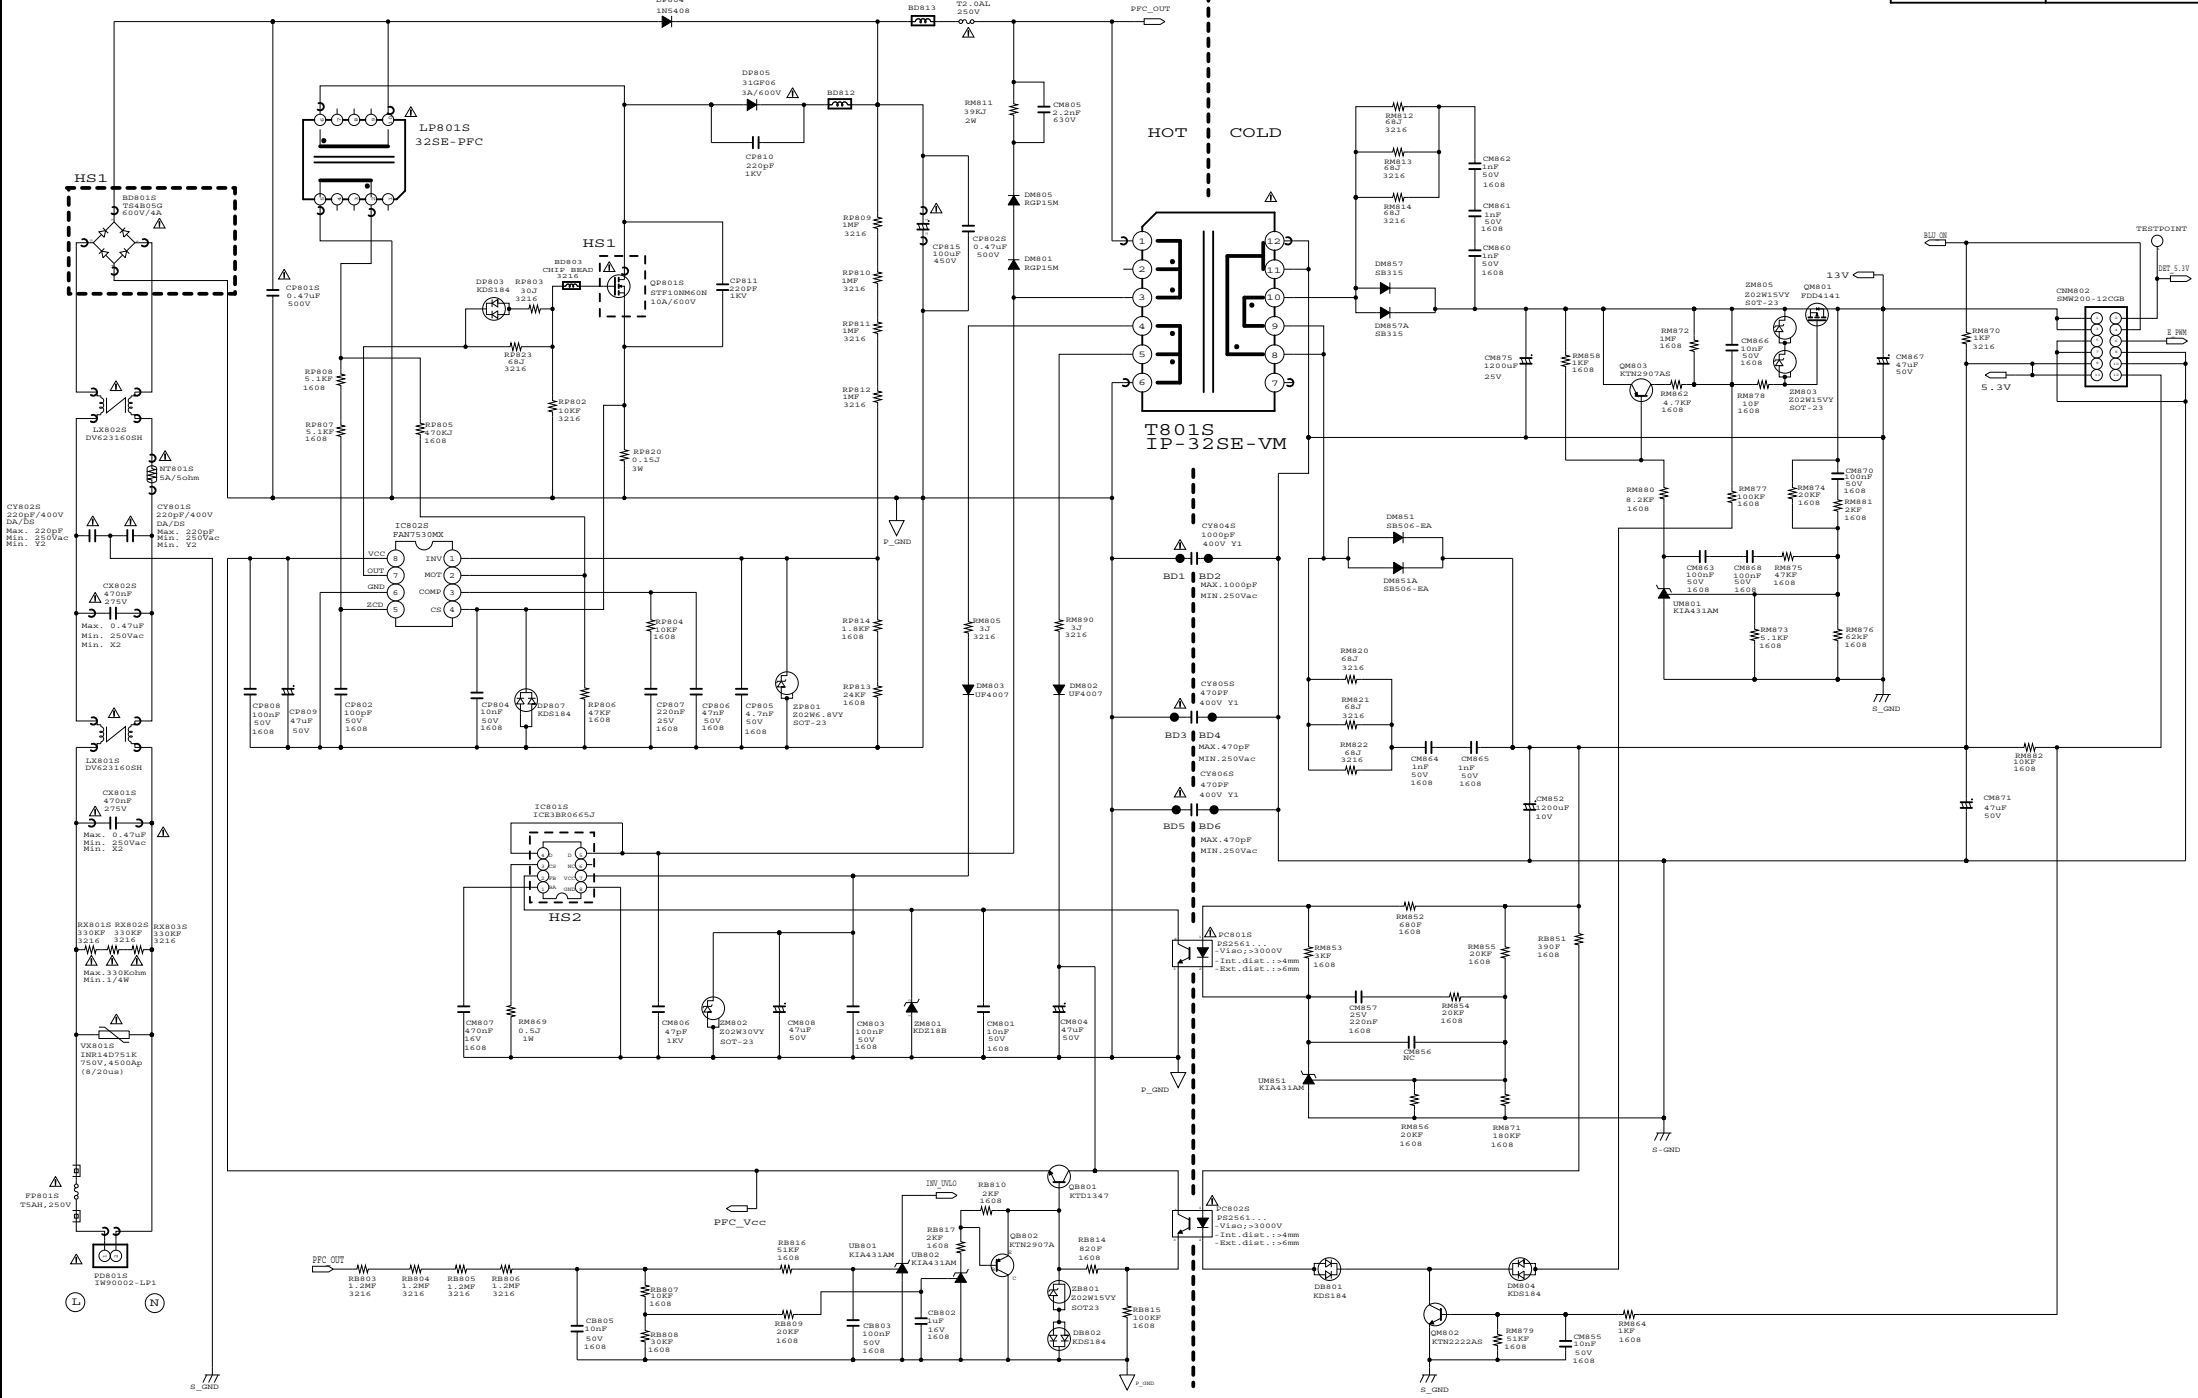 1N5408
BD813
T2.0AL
250V
PFC_OUT
DP805
31GF06
3A/600V
BD812
CP810
220pF
1KV
LP801S
32SE-PFC
HS1
BD801S
TS4B05G
600V/4A
CP801S
0.47uF
500V
RM811
39KJ
2W
CM805
2.2nF
630V
HOT
COLD
RM812
68J
3216
RM813
68J
3216
RM814
68J
3216
CM862
1nF
50V
1608
CM861
1nF
50V
1608
CM860
1nF
50V
1608
DM805
RGP15M
DM801
RGP15M
RP809
1MF
3216
RP810
1MF
3216
RP811
1MF
3216
RP812
1MF
3216
CP815
100uF
450V
CP802S
0.47uF
500V
HS1
BD803
CHIP BEAD
3216
QP801S
STF10NM60N
10A/600V
CP811
220PF
1KV
DP803
KDS184
RP803
30J
3216
RP823
68J
3216
RP802
10KF
3216
RP820
0.15J
3W
RP808
5.1KF
1608
RP807
5.1KF
1608
RP805
470KJ
1608
LX802S
DV623160SH
NT801S
5A/5ohm
CY802S
220pF/400V
DA/DS
Max. 220pF
Min. 250Vac
Min. Y2
CY801S
220pF/400V
DA/DS
Max. 220pF
Min. 250Vac
Min. Y2
CX802S
470nF
275V
Max. 0.47uF
Min. 250Vac
Min. X2
LX801S
DV623160SH
CX801S
470nF
275V
Max. 0.47uF
Min. 250Vac
Min. X2
RX801S
330KF
3216
RX802S
330KF
3216
RX803S
330KF
3216
Max.330Kohm
Min.1/4W
VX801S
INR14D751K
750V,4500Ap
(8/20us)
FP801S
T5AH,250V
PD801S
IW90002-LP1
L
N
S_GND
1
2
3
4
5
6
12
11
10
9
8
7
T801S
IP-32SE-VM
DM857
SB315
DM857A
SB315
CM875
1200uF
25V
RM858
1KF
1608
QM803
KTN2907AS
RM872
1MF
1608
RM862
4.7KF
1608
CM866
10nF
50V
1608
RM878
10F
1608
ZM805
Z02W15VY
SOT-23
QM801
FDD4141
ZM803
Z02W15VY
SOT-23
13V
CM867
47uF
50V
BLU_ON
RM870
1KF
3216
5.3V
TESTPOINT
DET_5.3V
CNM802
SMW200-12CGB
E_PWM
P_GND
IC802S
FAN7530MX
VCC
OUT
GND
ZCD
8
7
6
5
INV
MOT
COMP
CS
1
2
3
4
CP808
100nF
50V
1608
CP809
47uF
50V
CP802
100pF
50V
1608
CP804
10nF
50V
1608
DP807
KDS184
RP806
47KF
1608
RP804
10KF
1608
CP807
220nF
25V
1608
CP806
47nF
50V
1608
CP805
4.7nF
50V
1608
ZP801
Z02W6.8VY
SOT-23
RP814
1.8KF
1608
RP813
24KF
1608
RM805
3J
3216
DM803
UF4007
RM890
3J
3216
DM802
UF4007
CY804S
1000pF
400V Y1
BD1
BD2
MAX.1000pF
MIN.250Vac
CY805S
470PF
400V Y1
BD3
BD4
MAX.470pF
MIN.250Vac
CY806S
470PF
400V Y1
BD5
BD6
MAX.470pF
MIN.250Vac
DM851
SB506-EA
DM851A
SB506-EA
RM820
68J
3216
RM821
68J
3216
RM822
68J
3216
CM864
1nF
50V
1608
CM865
1nF
50V
1608
CM852
1200uF
10V
RM880
8.2KF
1608
RM877
100KF
1608
RM874
20KF
1608
CM870
100nF
50V
1608
RM881
2KF
1608
CM863
100nF
50V
1608
CM868
100nF
50V
1608
RM875
47KF
1608
UM801
KIA431AM
RM873
5.1KF
1608
RM876
62kF
1608
S_GND
RM882
10KF
1608
CM871
47uF
50V
IC801S
ICE3BR0665J
D
CS
FB
BA
D
NC
VCC
GND
HS2
CM807
470nF
16V
1608
RM869
0.5J
1W
CM806
47pF
1KV
ZM802
Z02W30VY
SOT-23
CM808
47uF
50V
CM803
100nF
50V
1608
ZM801
KDZ18B
CM801
10nF
50V
1608
CM804
47uF
50V
P_GND
PC801S
PS2561...
-Viso;>3000V
-Int.dist.:>4mm
-Ext.dist.:>6mm
RM853
3KF
1608
RM852
680F
1608
RM855
20KF
1608
RB851
390F
1608
CM857
25V
220nF
1608
RM854
20KF
1608
CM856
NC
UM851
KIA431AM
RM856
20KF
1608
RM871
180KF
1608
S-GND
PFC_Vcc
INV_UVLO
QB801
KTD1347
RB810
2KF
1608
RB817
2KF
1608
QB802
KTN2907A
E
C
UB801
KIA431AM
UB802
KIA431AM
RB816
51KF
1608
PFC_OUT
RB803
1.2MF
3216
RB804
1.2MF
3216
RB805
1.2MF
3216
RB806
1.2MF
3216
CB805
10nF
50V
1608
RB807
10KF
1608
RB808
30KF
1608
RB809
20KF
1608
CB803
100nF
50V
1608
CB802
1uF
16V
1608
RB814
820F
1608
ZB801
Z02W15VY
SOT23
DB802
KDS184
RB815
100KF
1608
P_GND
PC802S
PS2561...
-Viso;>3000V
-Int.dist.:>4mm
-Ext.dist.:>6mm
DB801
KDS184
DM804
KDS184
QM802
KTN2222AS
RM879
51KF
1608
CM855
10nF
50V
1608
RM864
1KF
1608
S_GND